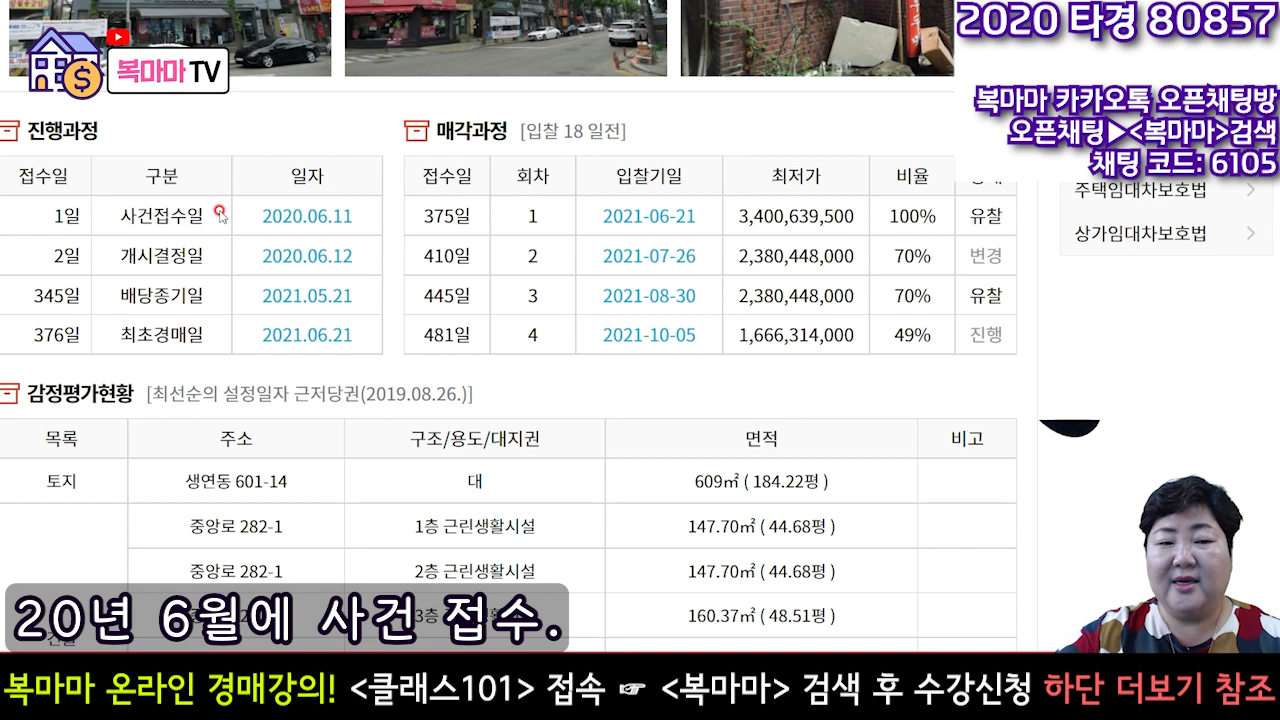 2020 타경 80857
복마마 TV
복마마 카카오톡 오픈채팅방
오픈채팅▶<복마마>검색
채팅 코드: 6105
진행과정
접수일 구분 일자
1일 사건접수일 2020.06.11
2일 개시결정일 2020.06.12
345일 배당종기일 2021.05.21
376일 최초경매일 2021.06.21
매각과정 [입찰 18 일전]
접수일 회차 입찰기일 최저가 비율
375일 1 2021-06-21 3,400,639,500 100% 유찰
410일 2 2021-07-26 2,380,448,000 70% 변경
445일 3 2021-08-30 2,380,448,000 70% 유찰
481일 4 2021-10-05 1,666,314,000 49% 진행
주택임대차보호법
상가임대차보호법
감정평가현황 [최선순의 설정일자 근저당권(2019.08.26.)]
목록 주소 구조/용도/대지권 면적 비고
토지 생연동 601-14 대 609㎡ ( 184.22평 )
중앙로 282-1 1층 근린생활시설 147.70㎡ ( 44.68평 )
중앙로 282-1 2층 근린생활시설 147.70㎡ ( 44.68평 )
160.37㎡ ( 48.51평 )
20년 6월에 사건 접수.
복마마 온라인 경매강의! <클래스101> 접속 ☞ <복마마> 검색 후 수강신청 하단 더보기 참조